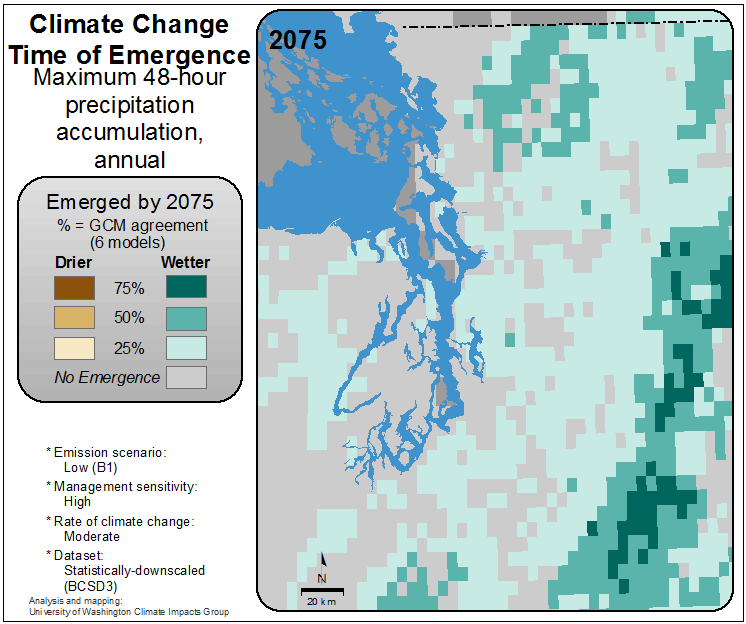 Climate Change
Time of Emergence
Maximum 48-hour
precipitation
accumulation,
annual
Emerged by 2075
% = GCM agreement
(6 models)
Drier Wetter
75%
50%
25%
No Emergence
* Emission scenario:
Low (B1)
* Management sensitivity:
High
* Rate of climate change:
Moderate
* Dataset:
Statistically-downscaled
(BCSD3)
Analysis and mapping:
University of Washington Climate Impacts Group
2075
N
20 km